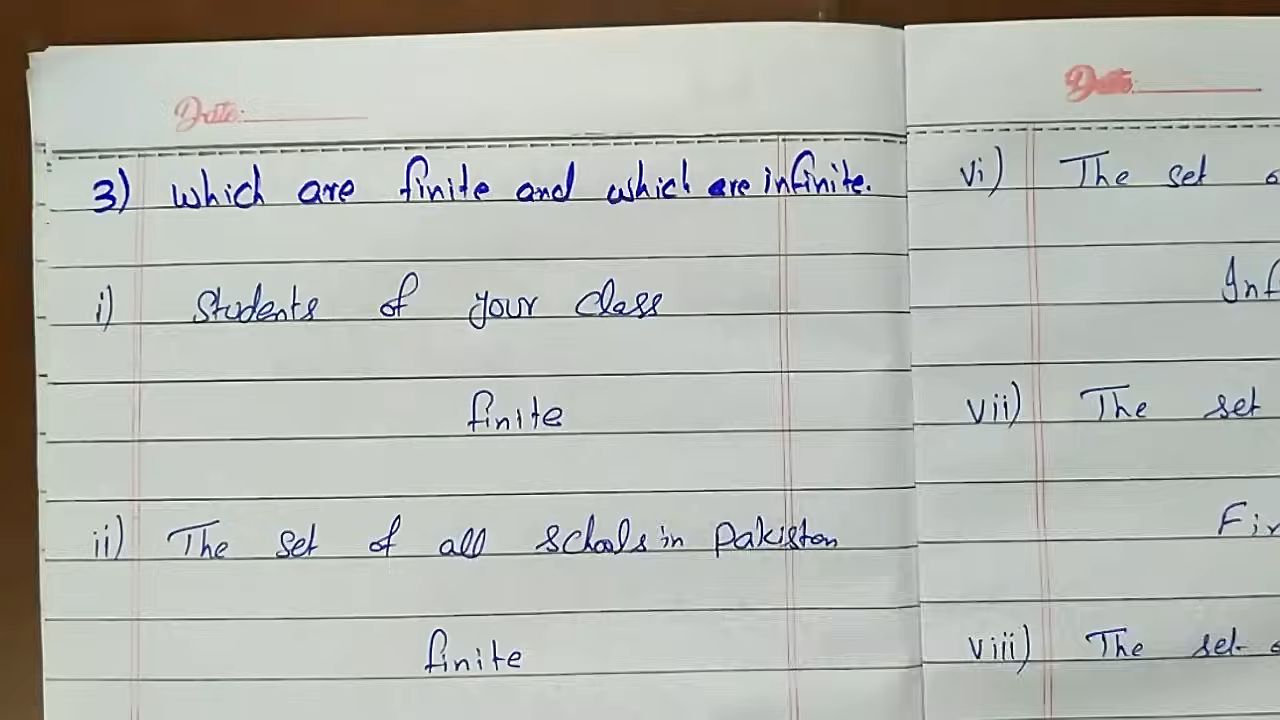 Date:
3) Which are finite and which are infinite.
i) Students of your class
finite
ii) The set of all schools in Pakistan
finite
Date:
vi) The set
vii) The set
viii) The set